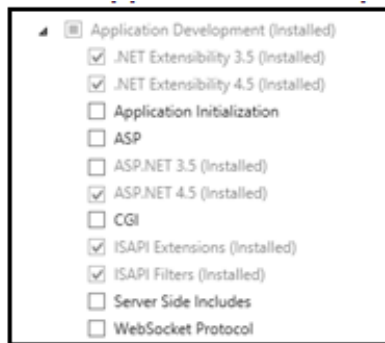 Application Development (Installed)
.NET Extensibility 3.5 (Installed)
.NET Extensibility 4.5 (Installed)
Application Initialization
ASP
ASP.NET 3.5 (Installed)
ASP.NET 4.5 (Installed)
CGI
ISAPI Extensions (Installed)
ISAPI Filters (Installed)
Server Side Includes
WebSocket Protocol